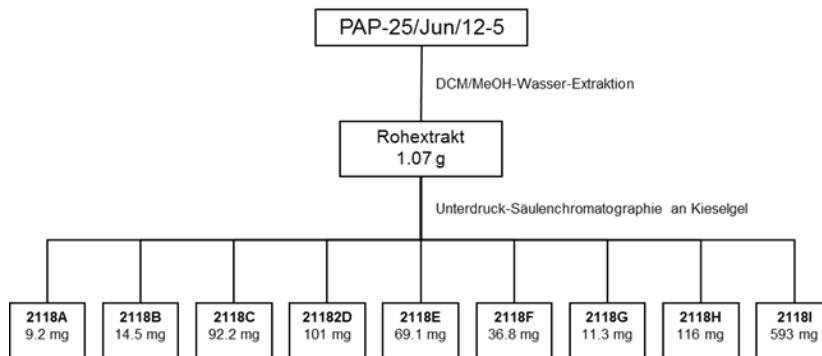 PAP-25/Jun/12-5
DCM/MeOH-Wasser-Extraktion
Rohextrakt
1.07 g
Unterdruck-Säulenchromatographie an Kieselgel
2118A
9.2 mg
2118B
14.5 mg
2118C
92.2 mg
21182D
101 mg
2118E
69.1 mg
2118F
36.8 mg
2118G
11.3 mg
2118H
116 mg
2118I
593 mg